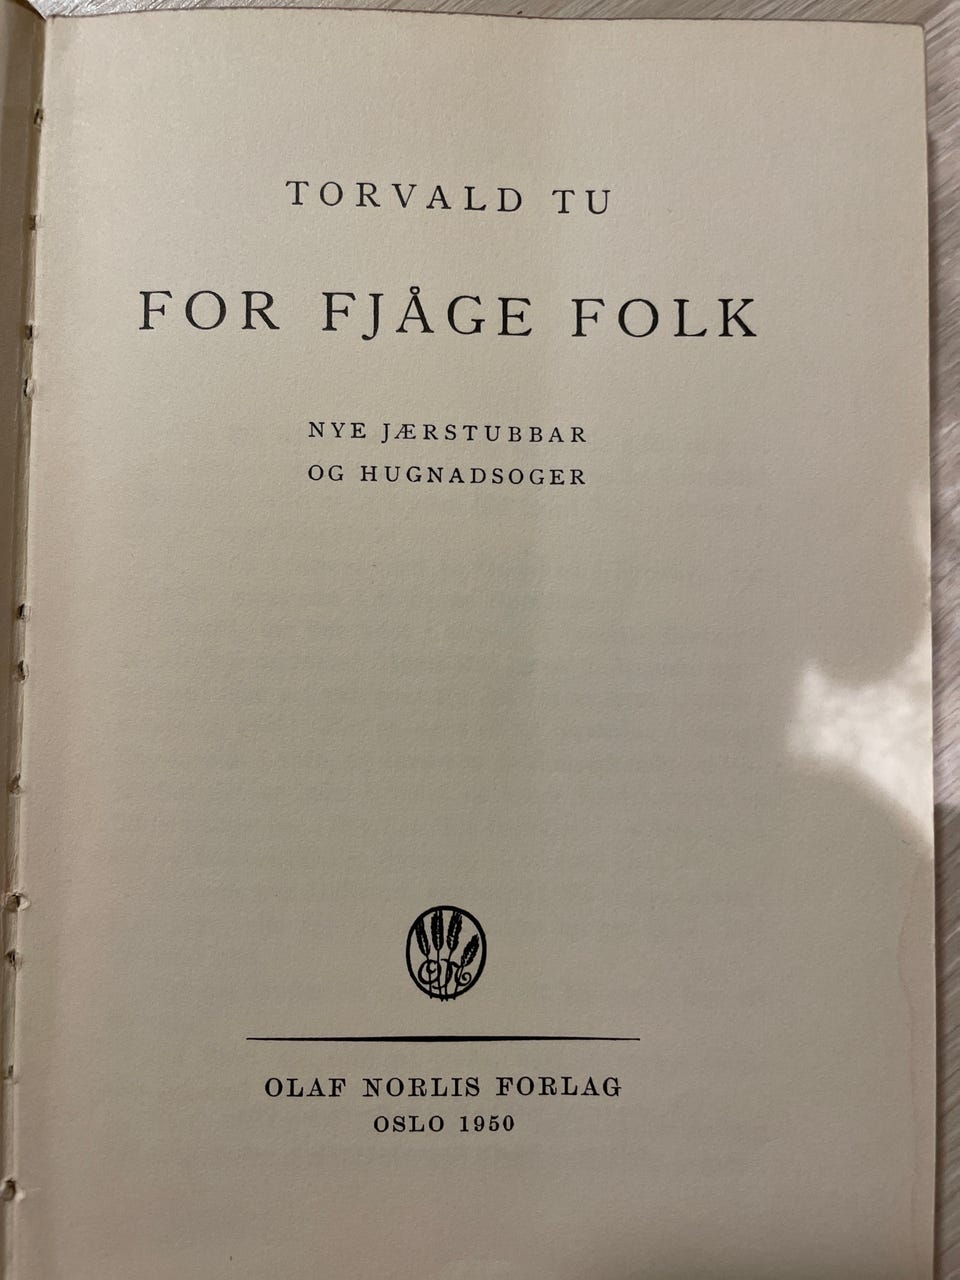 TORVALD TU
FOR FJÅGE FOLK
NYE JÆRSTUBBAR
OG HUGNADSOGER
OLAF NORLIS FORLAG
OSLO 1950